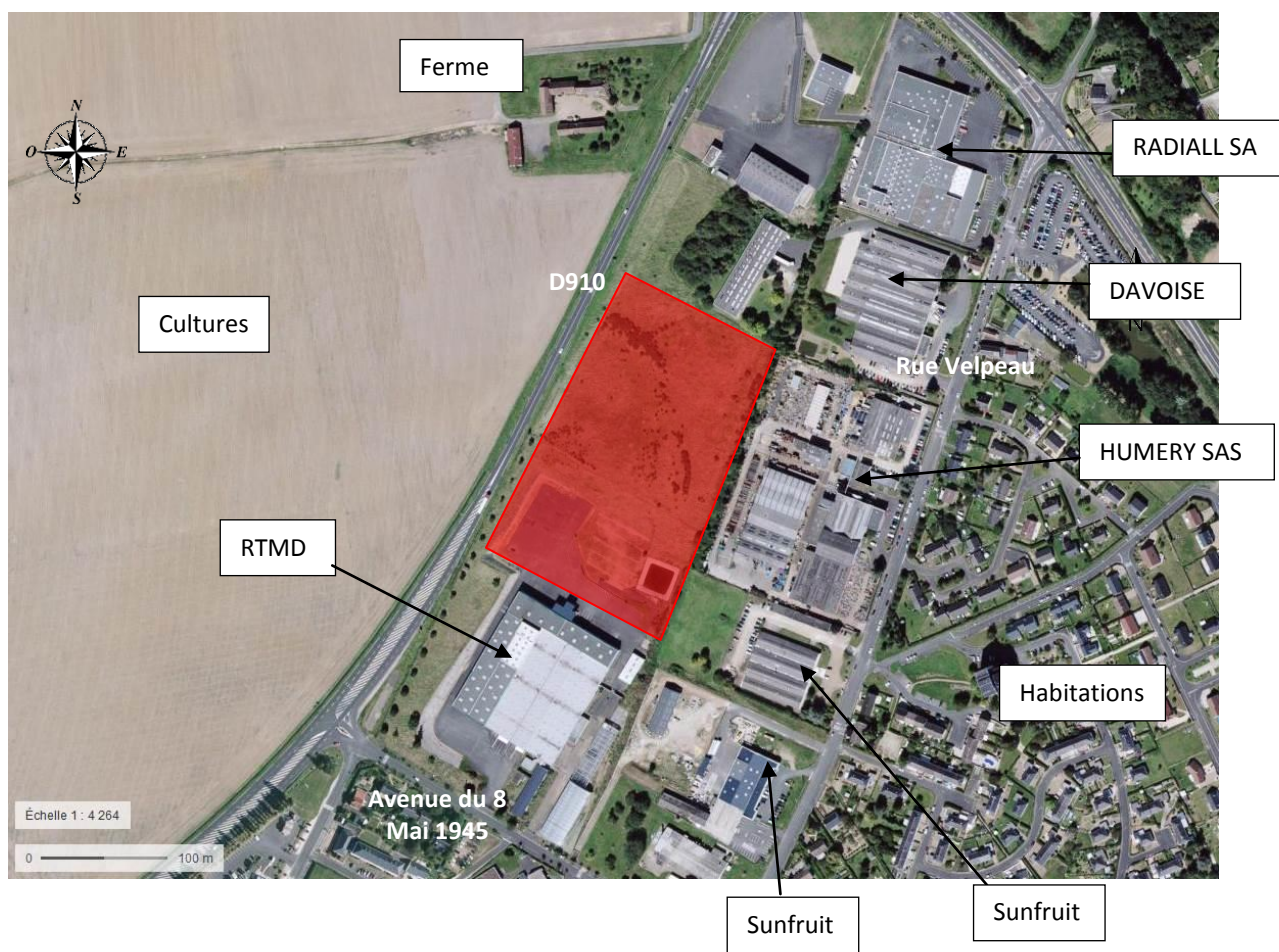 Ferme
N
O
E
S
RADIALL SA
D910
DAVOISE
N
Cultures
Rue Velpeau
HUMERY SAS
RTMD
Habitations
Avenue du 8
Mai 1945
Échelle 1 : 4 264
0 100 m
Sunfruit
Sunfruit